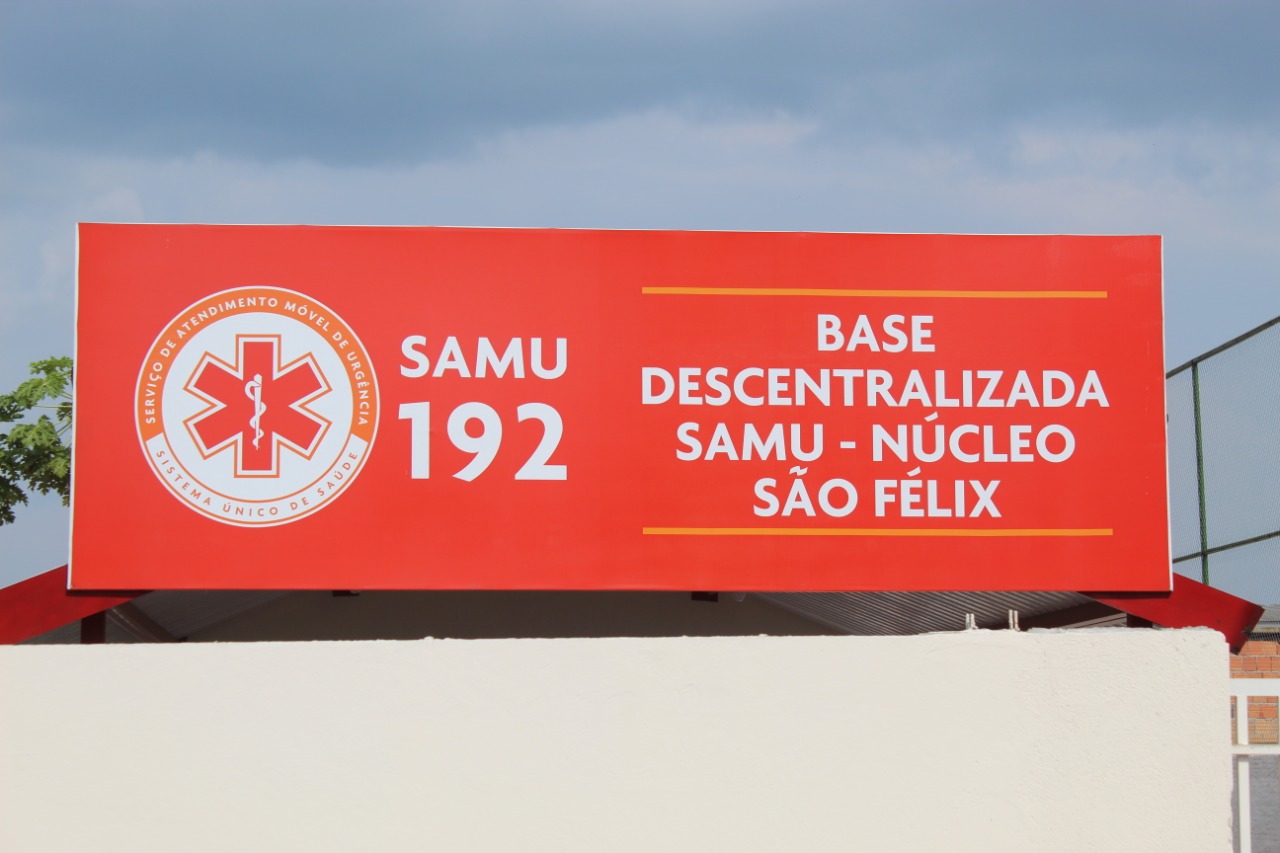 SERVIÇO DE ATENDIMENTO MÓVEL DE URGÊNCIA
SISTEMA ÚNICO DE SAÚDE
SAMU
192
BASE
DESCENTRALIZADA
SAMU - NÚCLEO
SÃO FÉLIX